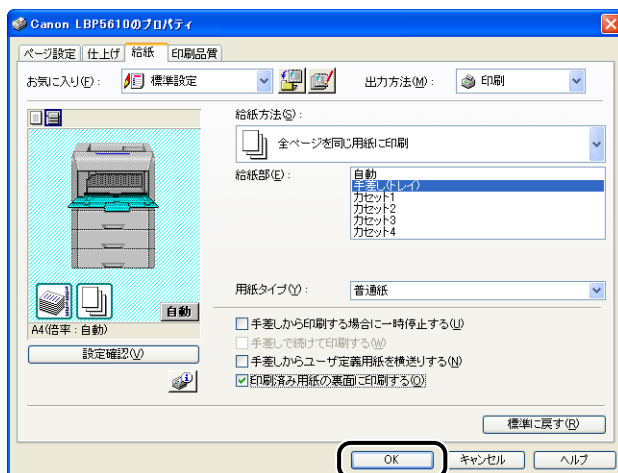 Canon LBP5610のプロパティ
ページ設定 仕上げ 給紙 印刷品質
お気に入り(F): 標準設定 出力方法(M): 印刷
給紙方法(S):
全ページを同じ用紙に印刷
給紙部(E):
自動
手差し(トレイ)
カセット1
カセット2
カセット3
カセット4
自動
A4(倍率:自動)
設定確認(V)
用紙タイプ(Y): 普通紙
手差しから印刷する場合に一時停止する(U)
手差しで続けて印刷する(W)
手差しからユーザ定義用紙を横送りする(N)
印刷済み用紙の裏面に印刷する(O)
標準に戻す(R)
OK キャンセル ヘルプ